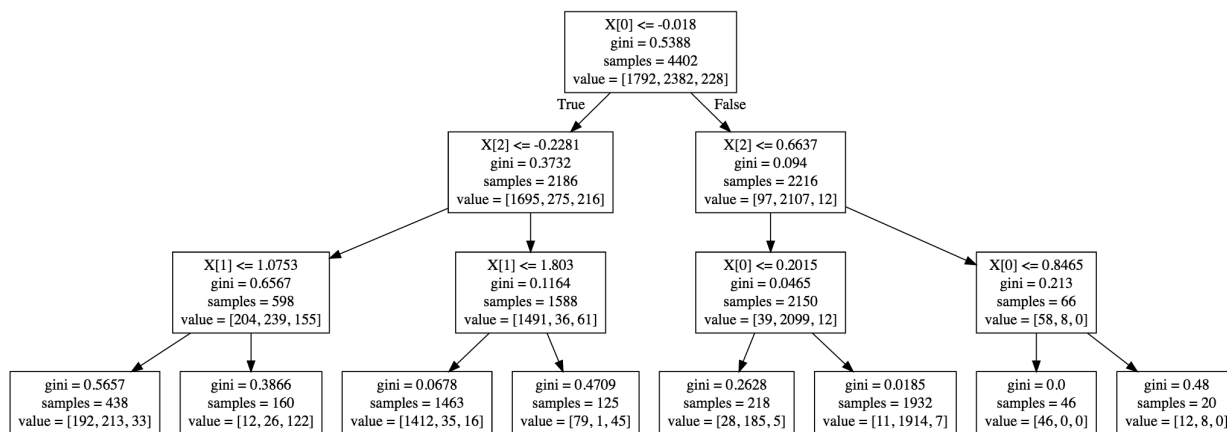 X[0] <= -0.018
gini = 0.5388
samples = 4402
value = [1792, 2382, 228]
True
False
X[2] <= -0.2281
gini = 0.3732
samples = 2186
value = [1695, 275, 216]
X[2] <= 0.6637
gini = 0.094
samples = 2216
value = [97, 2107, 12]
X[1] <= 1.0753
gini = 0.6567
samples = 598
value = [204, 239, 155]
X[1] <= 1.803
gini = 0.1164
samples = 1588
value = [1491, 36, 61]
X[0] <= 0.2015
gini = 0.0465
samples = 2150
value = [39, 2099, 12]
X[0] <= 0.8465
gini = 0.213
samples = 66
value = [58, 8, 0]
gini = 0.5657
samples = 438
value = [192, 213, 33]
gini = 0.3866
samples = 160
value = [12, 26, 122]
gini = 0.0678
samples = 1463
value = [1412, 35, 16]
gini = 0.4709
samples = 125
value = [79, 1, 45]
gini = 0.2628
samples = 218
value = [28, 185, 5]
gini = 0.0185
samples = 1932
value = [11, 1914, 7]
gini = 0.0
samples = 46
value = [46, 0, 0]
gini = 0.48
samples = 20
value = [12, 8, 0]